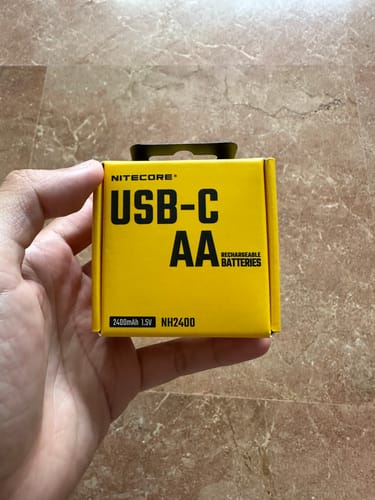 NITECORE®
USB-C
AA RECHARGEABLE
BATTERIES
2400mAh 1.5V NH2400